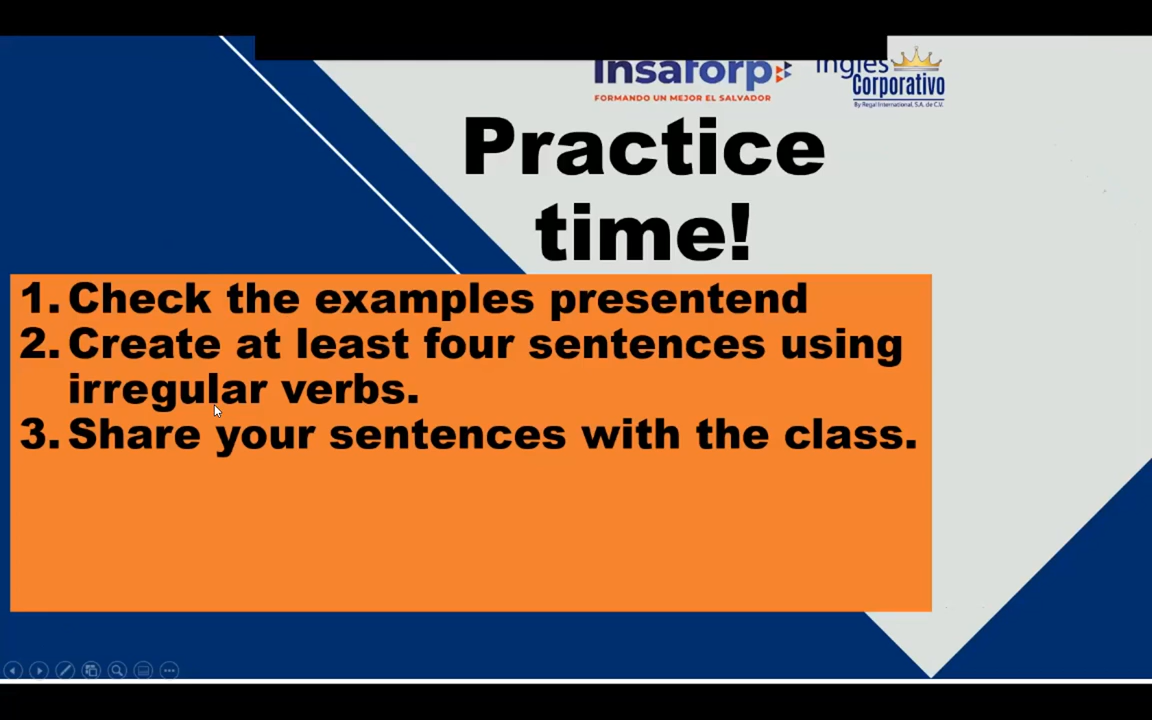 Insaforp
FORMANDO UN MEJOR EL SALVADOR
Inglés
Corporativo
By Regal International, S.A. de C.V.
Practice
time!
1. Check the examples presentend
2. Create at least four sentences using
irregular verbs.
3. Share your sentences with the class.